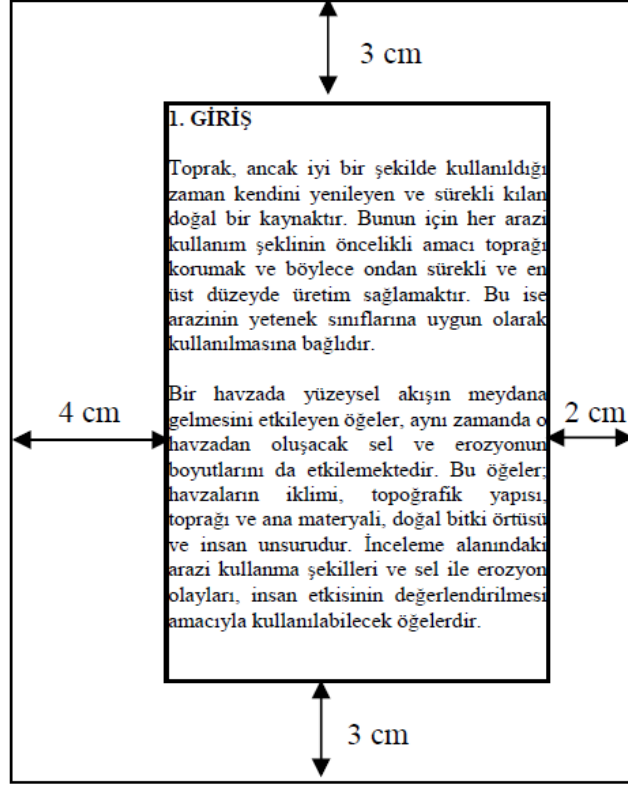 3 cm
1. GİRİŞ
Toprak, ancak iyi bir şekilde kullanıldığı
zaman kendini yenileyen ve sürekli kılan
doğal bir kaynaktır. Bunun için her arazi
kullanım şeklinin öncelikli amacı toprağı
korumak ve böylece ondan sürekli ve en
üst düzeyde üretim sağlamaktır. Bu ise
arazinin yetenek sınıflarına uygun olarak
kullanılmasına bağlıdır.
Bir havzada yüzeysel akışın meydana
gelmesini etkileyen öğeler, aynı zamanda o
havzadan oluşacak sel ve erozyonun
boyutlarını da etkilemektedir. Bu öğeler;
havzaların iklimi, topoğrafik yapısı,
toprağı ve ana materyali, doğal bitki örtüsü
ve insan unsurudur. İnceleme alanındaki
arazi kullanma şekilleri ve sel ile erozyon
olayları, insan etkisinin değerlendirilmesi
amacıyla kullanılabilecek öğelerdir.
4 cm
2 cm
3 cm